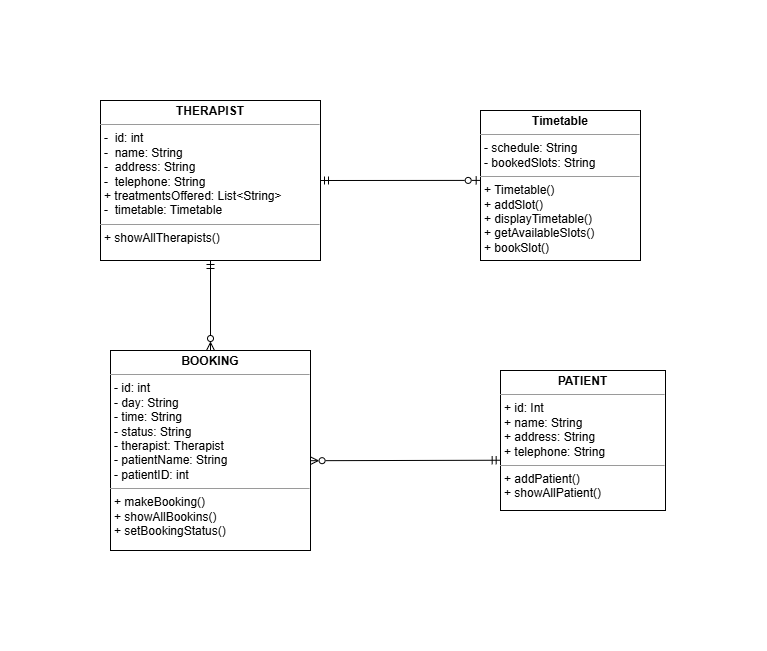 THERAPIST
- id: int
- name: String
- address: String
- telephone: String
+ treatmentsOffered: List<String>
- timetable: Timetable
+ showAllTherapists()
Timetable
- schedule: String
- bookedSlots: String
+ Timetable()
+ addSlot()
+ displayTimetable()
+ getAvailableSlots()
+ bookSlot()
BOOKING
- id: int
- day: String
- time: String
- status: String
- therapist: Therapist
- patientName: String
- patientID: int
+ makeBooking()
+ showAllBookins()
+ setBookingStatus()
PATIENT
+ id: Int
+ name: String
+ address: String
+ telephone: String
+ addPatient()
+ showAllPatient()